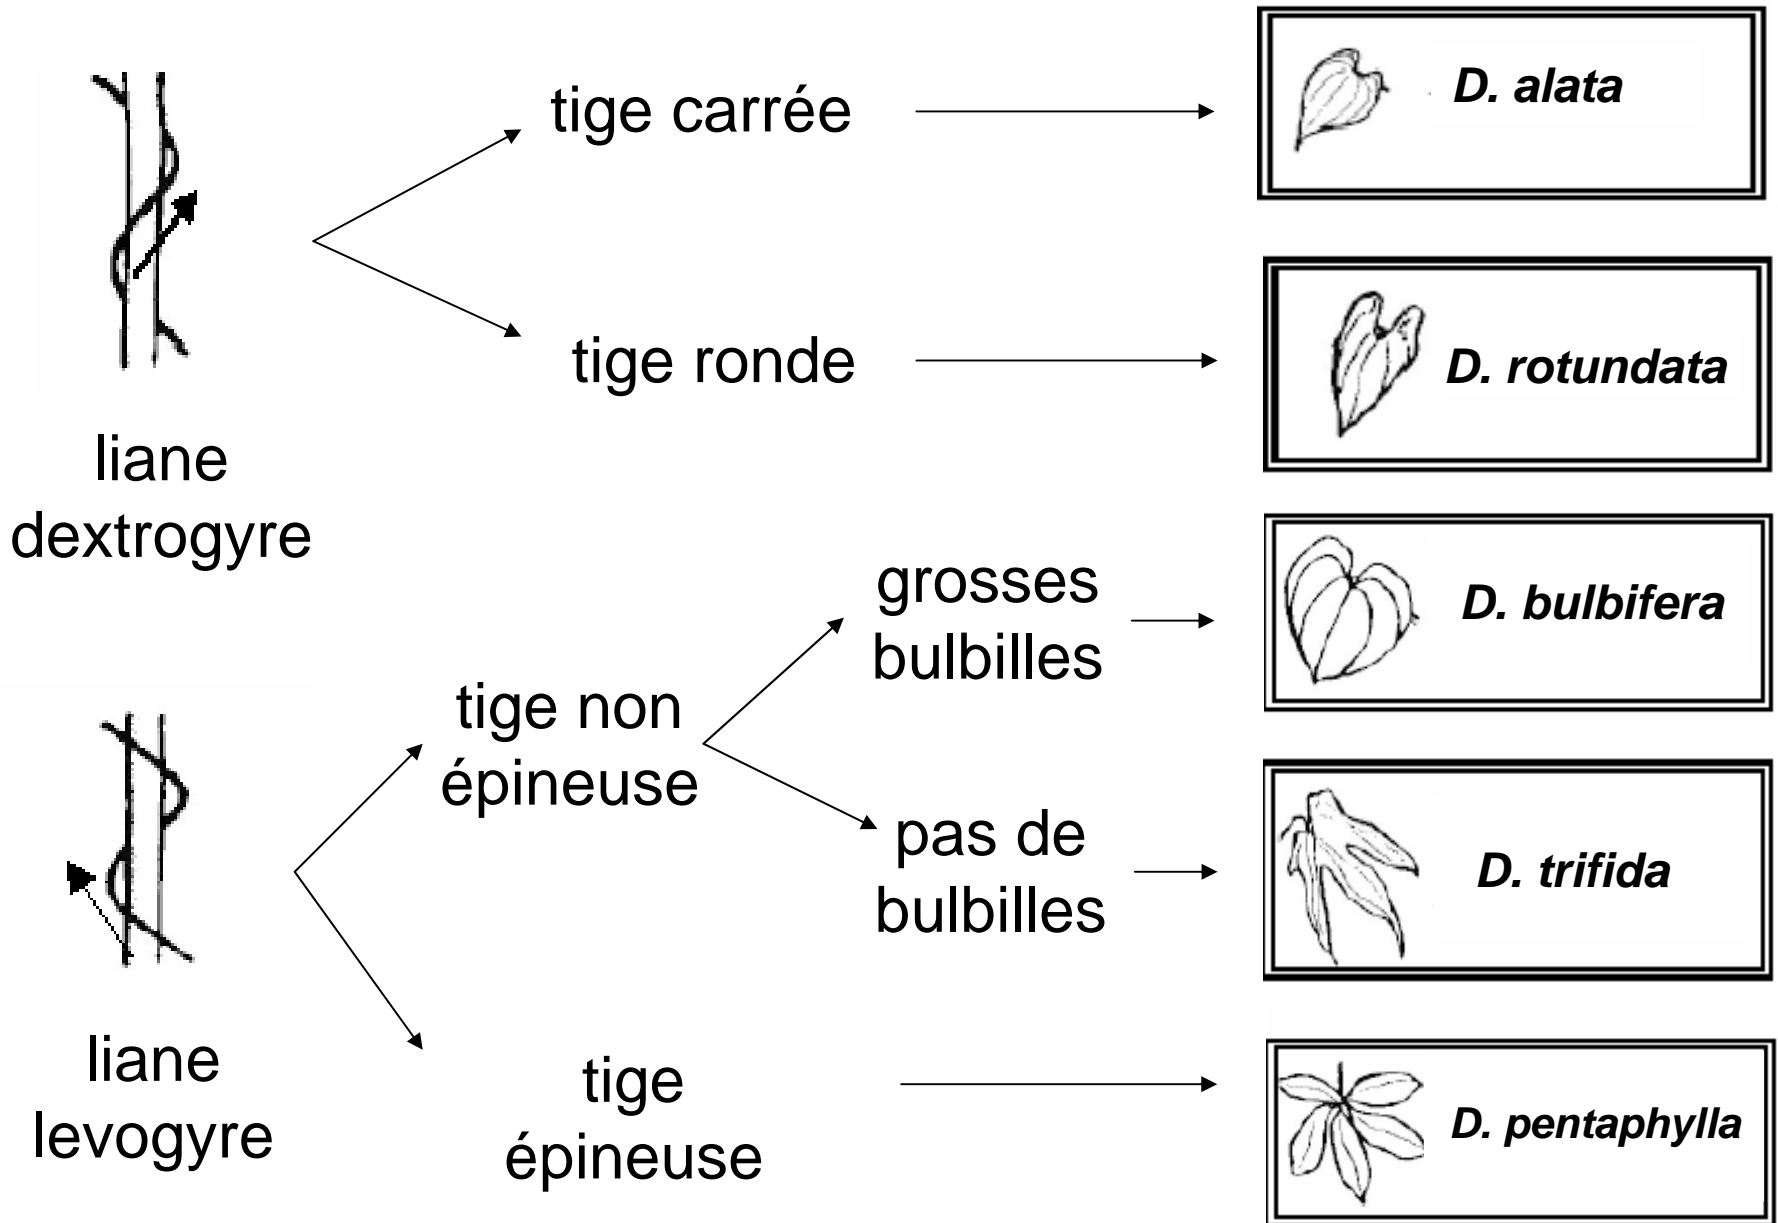 tige carrée
D. alata
tige ronde
D. rotundata
liane
dextrogyre
grosses
bulbilles
D. bulbifera
tige non
épineuse
pas de
bulbilles
D. trifida
liane
levogyre
tige
épineuse
D. pentaphylla